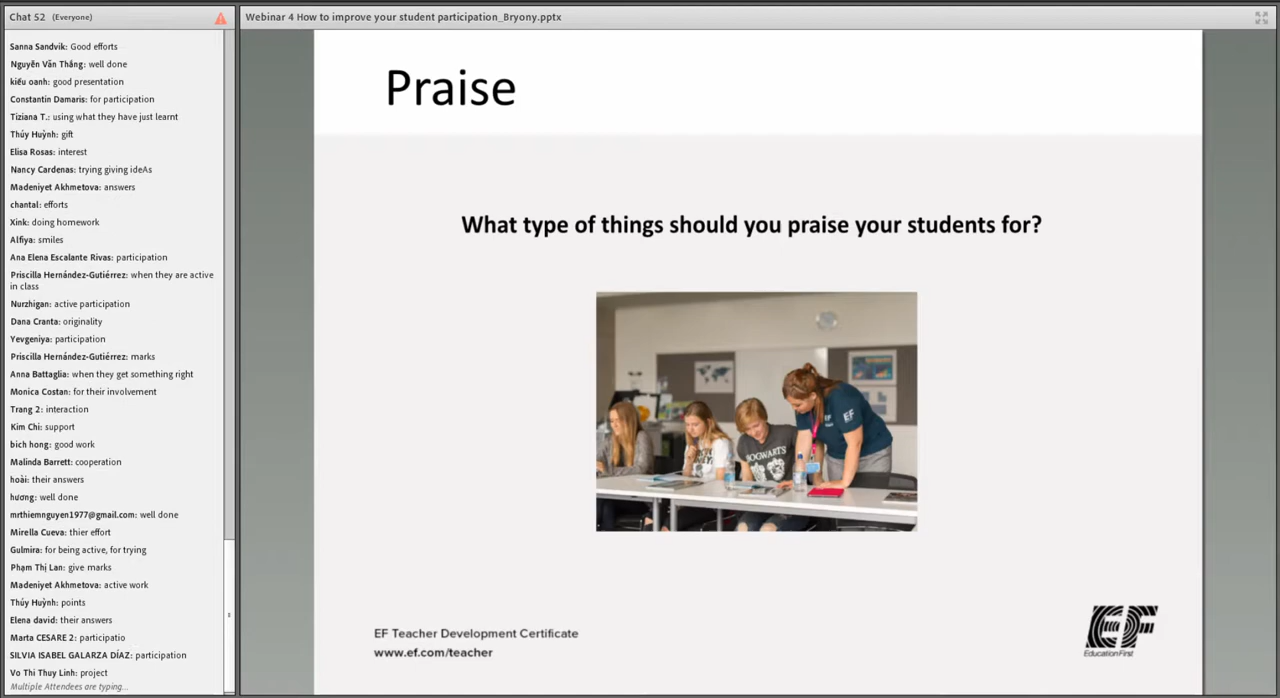 Chat 52 (Everyone)
Sanna Sandvik: Good efforts
Nguyễn Văn Thắng: well done
kiều oanh: good presentation
Constantin Damaris: for participation
Tiziana T.: using what they have just learnt
Thúy Huỳnh: gift
Elisa Rosas: interest
Nancy Cardenas: trying giving ideAs
Madeniyet Akhmetova: answers
chantal: efforts
Xink: doing homework
Alfiya: smiles
Ana Elena Escalante Rivas: participation
Priscilla Hernández-Gutiérrez: when they are active
in class
Nurzhigan: active participation
Dana Cranta: originality
Yevgeniya: participation
Priscilla Hernández-Gutiérrez: marks
Anna Battaglia: when they get something right
Monica Costan: for their involvement
Trang 2: interaction
Kim Chi: support
bich hong: good work
Malinda Barrett: cooperation
hoài: their answers
hương: well done
mrthiemnguyen1977@gmail.com: well done
Mirella Cueva: thier effort
Gulmira: for being active, for trying
Phạm Thị Lan: give marks
Madeniyet Akhmetova: active work
Thúy Huỳnh: points
Elena david: their answers
Marta CESARE 2: participatio
SILVIA ISABEL GALARZA DÍAZ: participation
Vo Thi Thuy Linh: project
Multiple Attendees are typing...
Webinar 4 How to improve your student participation_Bryony.pptx
Praise
What type of things should you praise your students for?
EF
HOGWARTS
EF Teacher Development Certificate
www.ef.com/teacher
EF
Education First